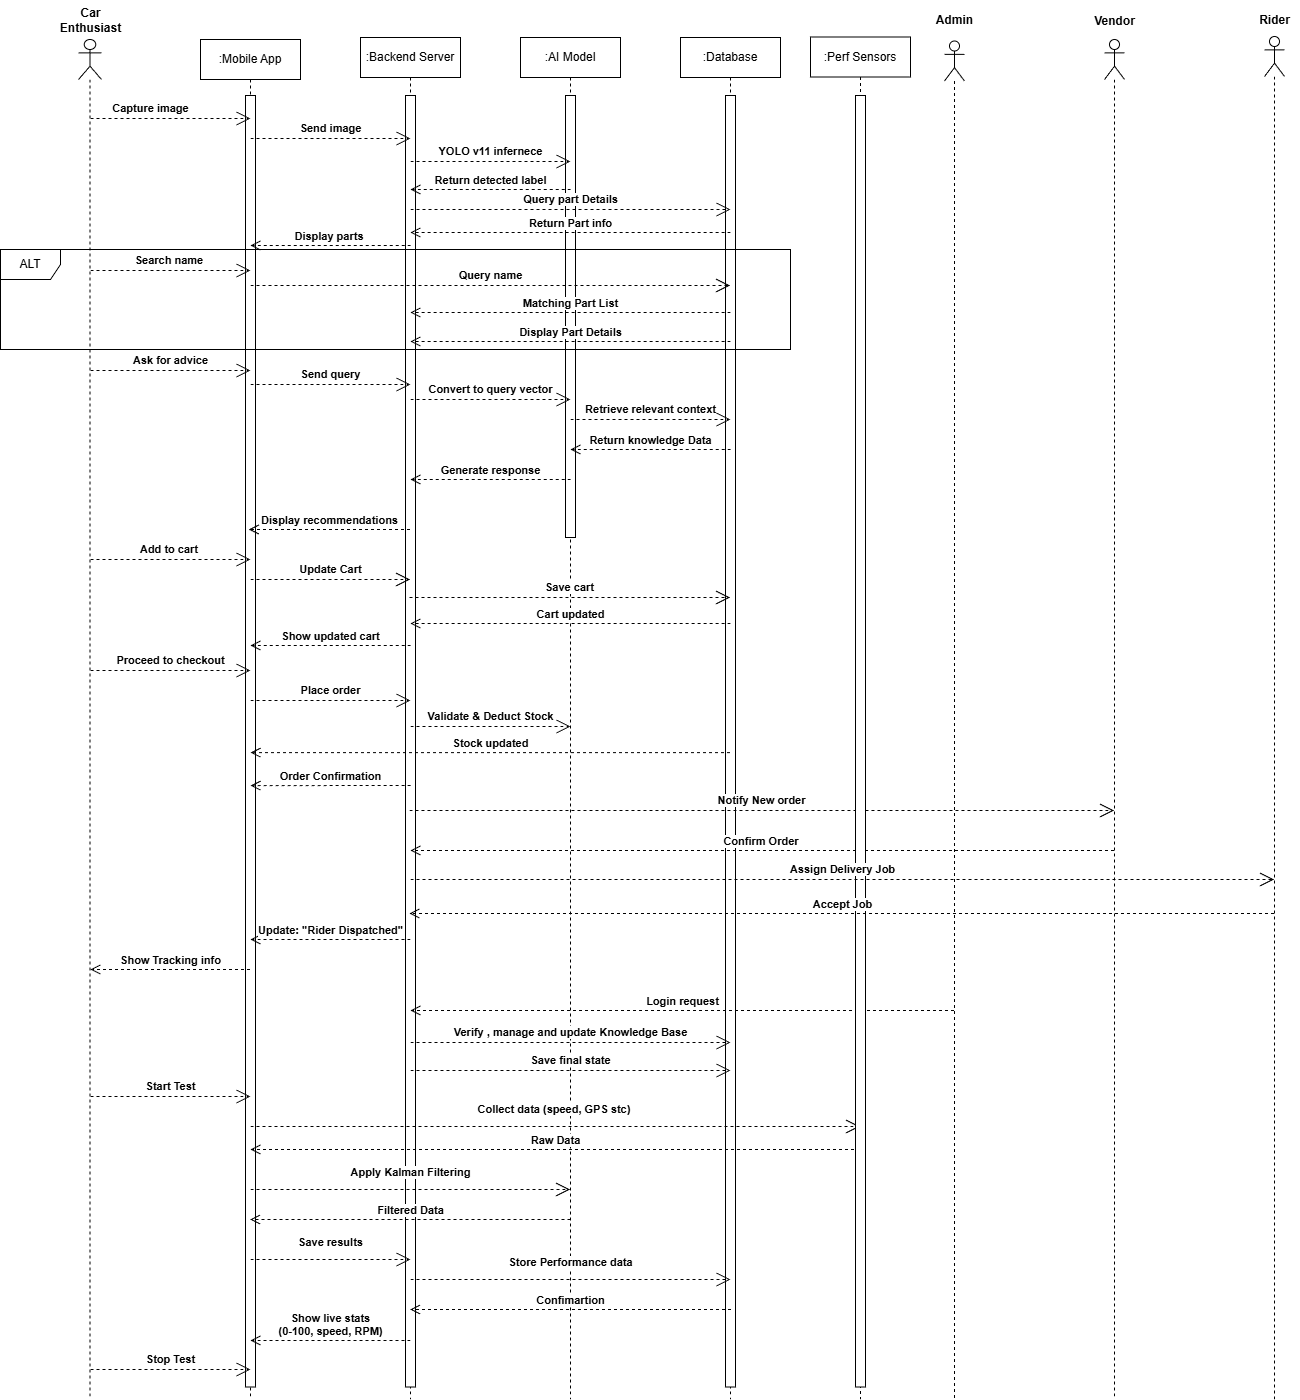 Car
Enthusiast
Admin
Vendor
Rider
:Mobile App
:Backend Server
:AI Model
:Database
:Perf Sensors
Capture image
Send image
YOLO v11 infernece
Return detected label
Query part Details
Return Part info
Display parts
ALT
Search name
Query name
Matching Part List
Display Part Details
Ask for advice
Send query
Convert to query vector
Retrieve relevant context
Return knowledge Data
Generate response
Display recommendations
Add to cart
Update Cart
Save cart
Cart updated
Show updated cart
Proceed to checkout
Place order
Validate & Deduct Stock
Stock updated
Order Confirmation
Notify New order
Confirm Order
Assign Delivery Job
Accept Job
Update: "Rider Dispatched"
Show Tracking info
Login request
Verify , manage and update Knowledge Base
Save final state
Start Test
Collect data (speed, GPS stc)
Raw Data
Apply Kalman Filtering
Filtered Data
Save results
Store Performance data
Confimartion
Show live stats
(0-100, speed, RPM)
Stop Test